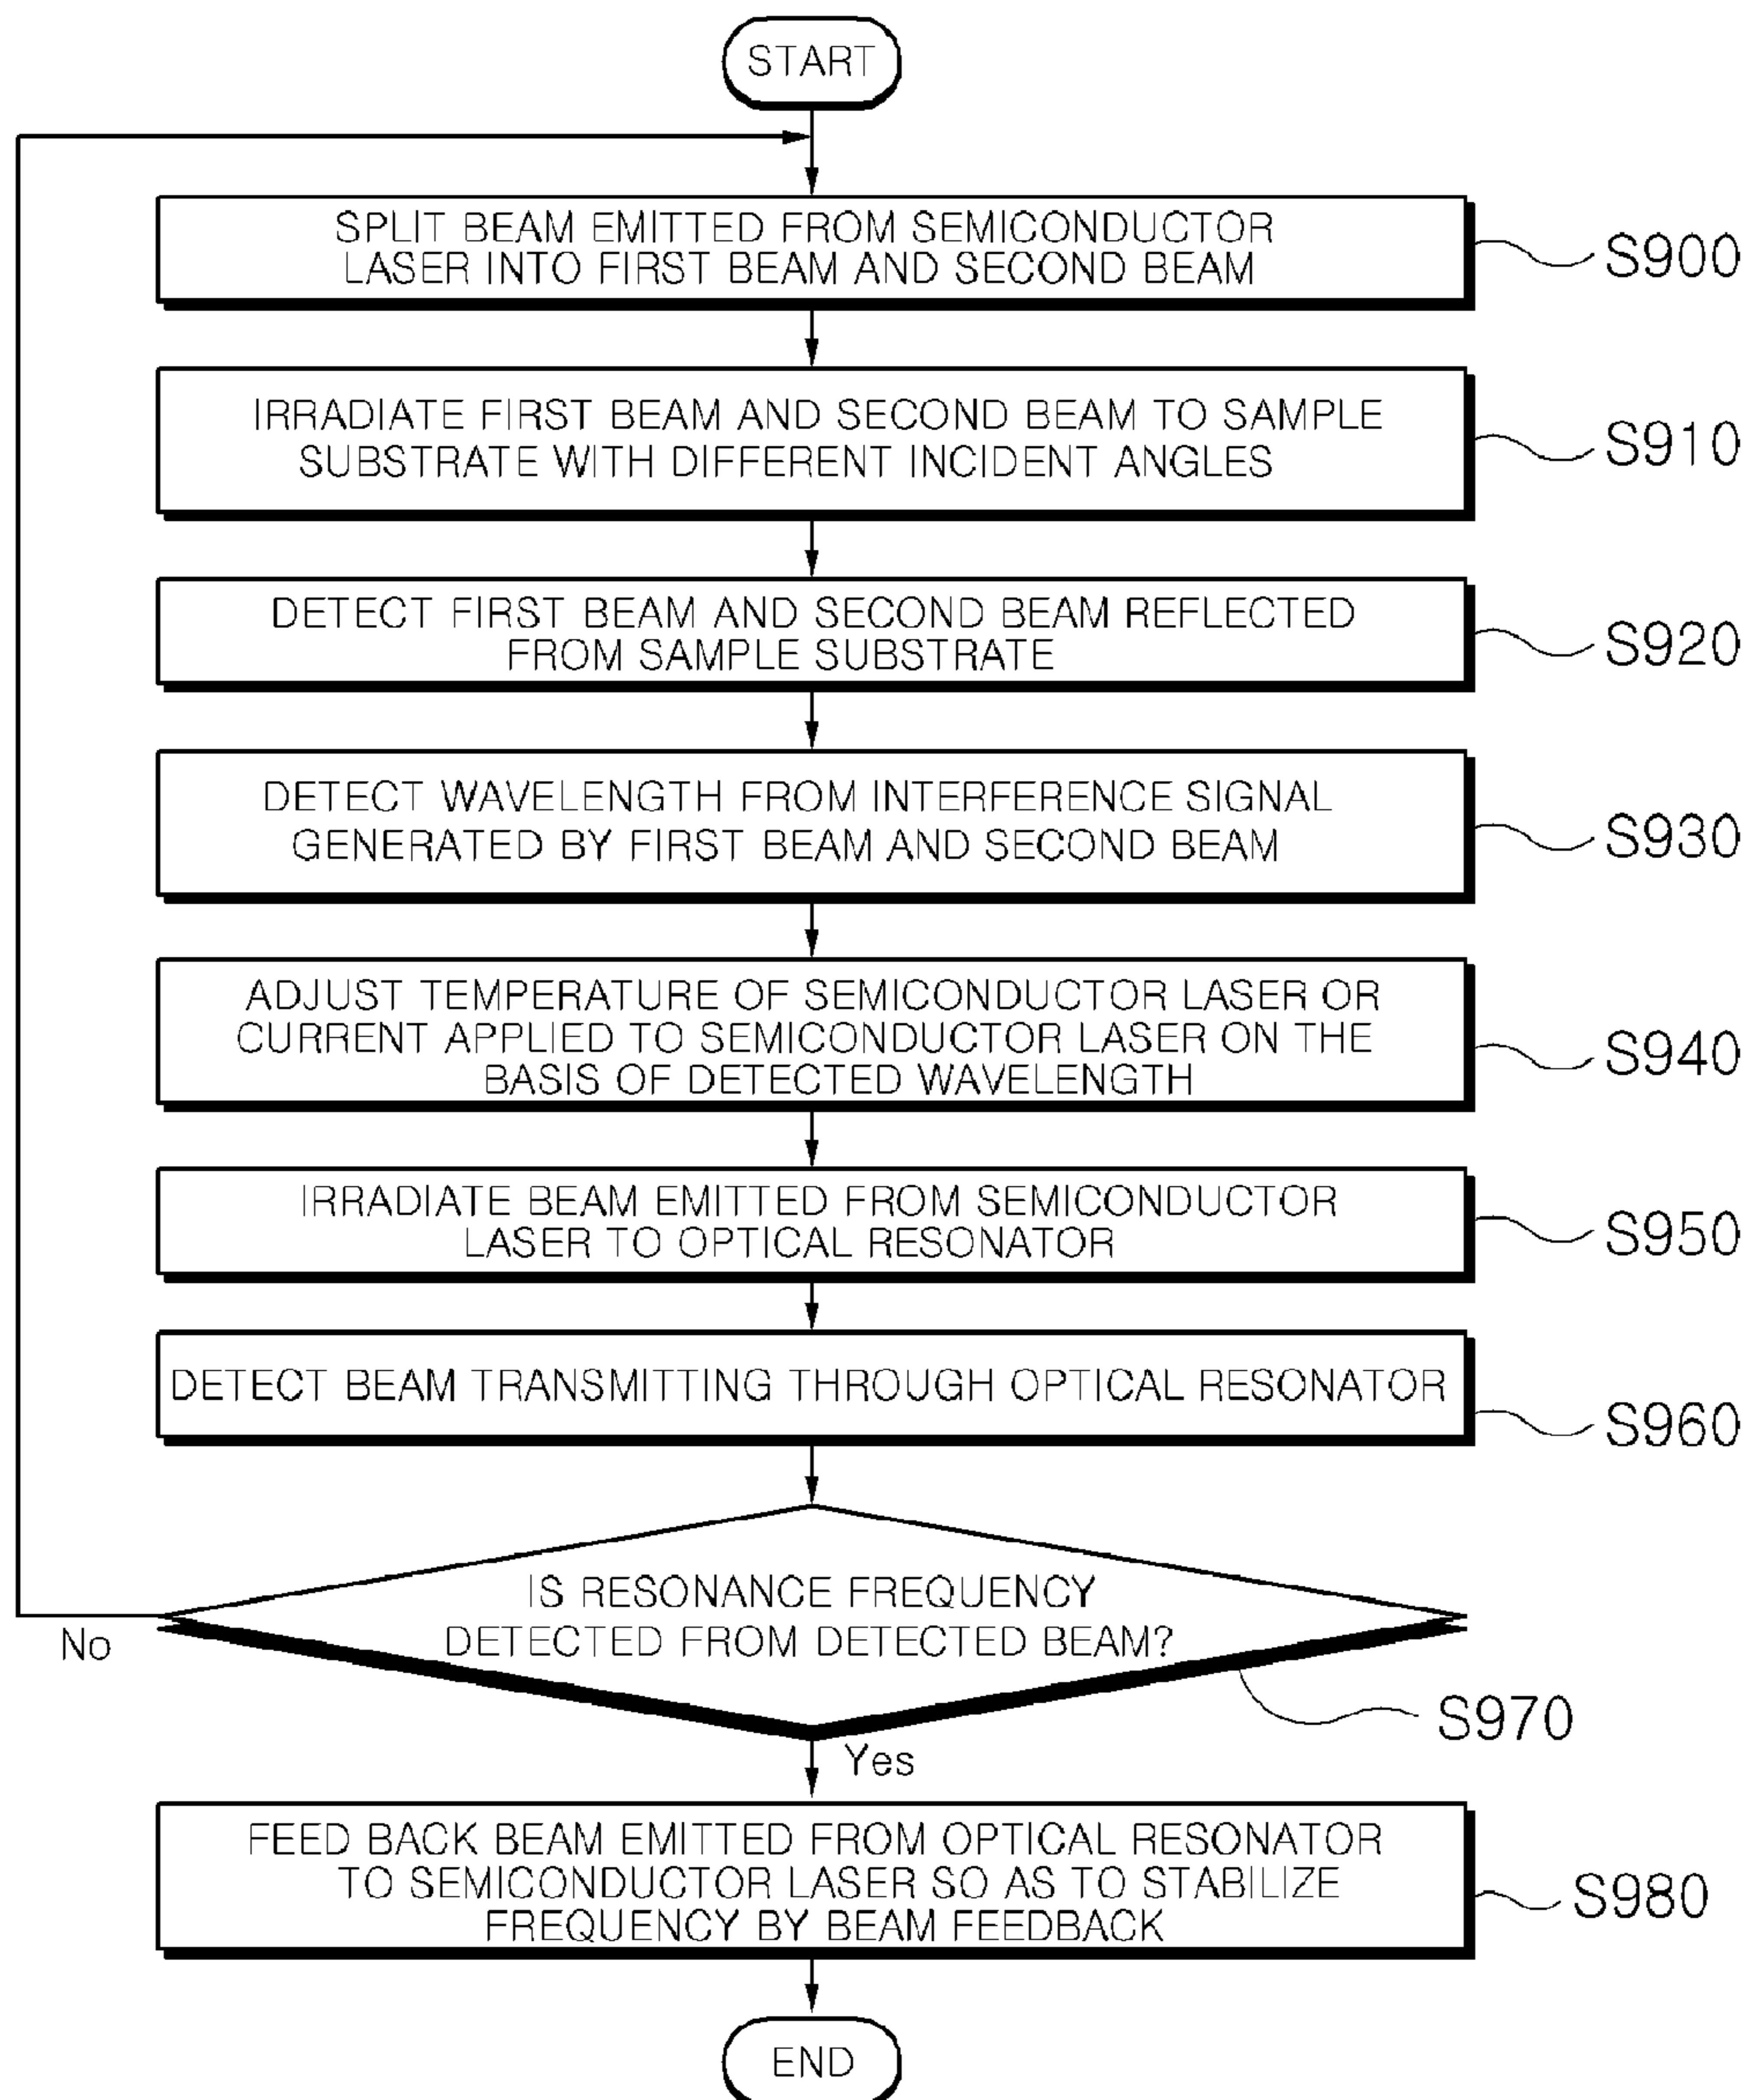 START
SPLIT BEAM EMITTED FROM SEMICONDUCTOR
LASER INTO FIRST BEAM AND SECOND BEAM
S900
IRRADIATE FIRST BEAM AND SECOND BEAM TO SAMPLE
SUBSTRATE WITH DIFFERENT INCIDENT ANGLES
S910
DETECT FIRST BEAM AND SECOND BEAM REFLECTED
FROM SAMPLE SUBSTRATE
S920
DETECT WAVELENGTH FROM INTERFERENCE SIGNAL
GENERATED BY FIRST BEAM AND SECOND BEAM
S930
ADJUST TEMPERATURE OF SEMICONDUCTOR LASER OR
CURRENT APPLIED TO SEMICONDUCTOR LASER ON THE
BASIS OF DETECTED WAVELENGTH
S940
IRRADIATE BEAM EMITTED FROM SEMICONDUCTOR
LASER TO OPTICAL RESONATOR
S950
DETECT BEAM TRANSMITTING THROUGH OPTICAL RESONATOR
S960
IS RESONANCE FREQUENCY
DETECTED FROM DETECTED BEAM?
No
S970
Yes
FEED BACK BEAM EMITTED FROM OPTICAL RESONATOR
TO SEMICONDUCTOR LASER SO AS TO STABILIZE
FREQUENCY BY BEAM FEEDBACK
S980
END